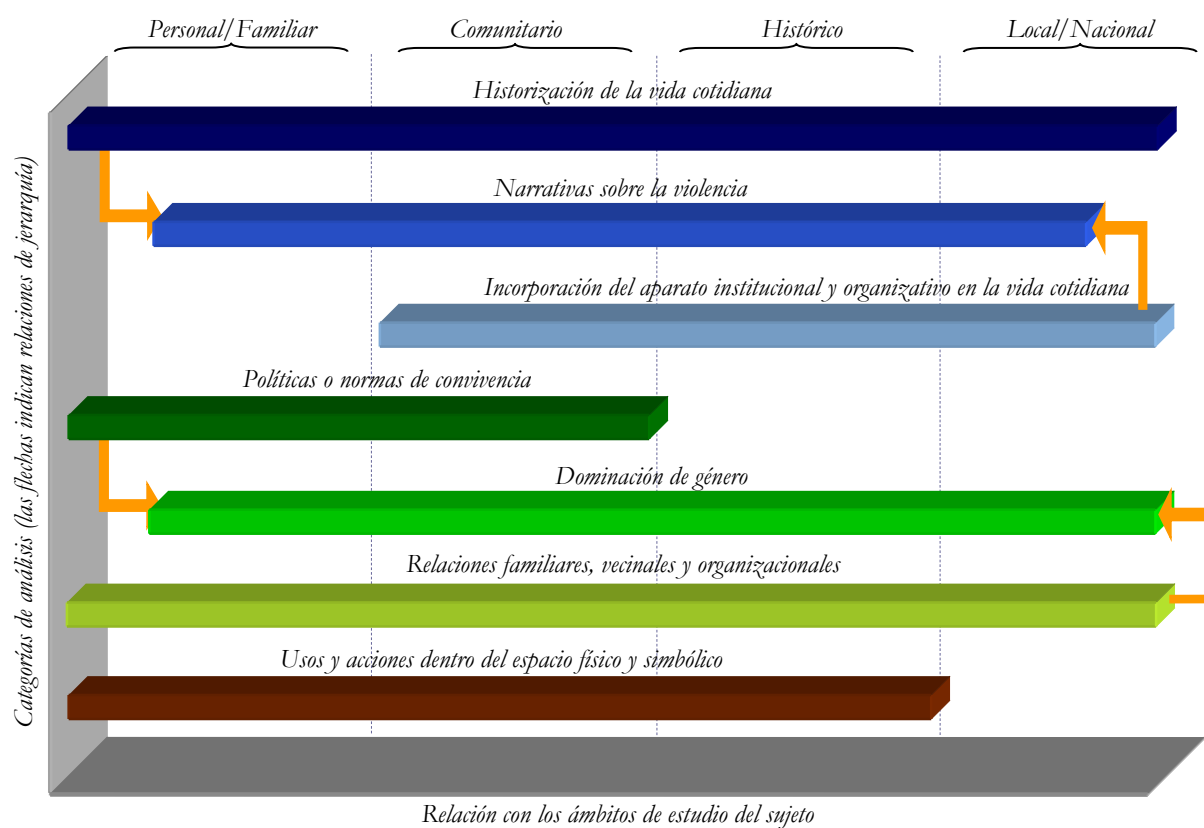 Personal/Familiar
Comunitario
Histórico
Local/Nacional
Historización de la vida cotidiana
Narrativas sobre la violencia
Incorporación del aparato institucional y organizativo en la vida cotidiana
Políticas o normas de convivencia
Dominación de género
Relaciones familiares, vecinales y organizacionales
Usos y acciones dentro del espacio físico y simbólico
Categorías de análisis (las flechas indican relaciones de jerarquía)
Relación con los ámbitos de estudio del sujeto